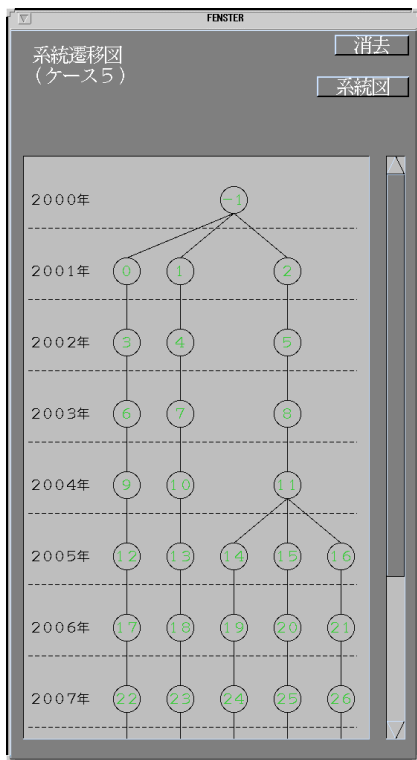 FENSTER
系統遷移図
(ケース5)
消去
系統図
2000年 -1
2001年 0 1 2
2002年 3 4 5
2003年 6 7 8
2004年 9 10 11
2005年 12 13 14 15 16
2006年 17 18 19 20 21
2007年 22 23 24 25 26